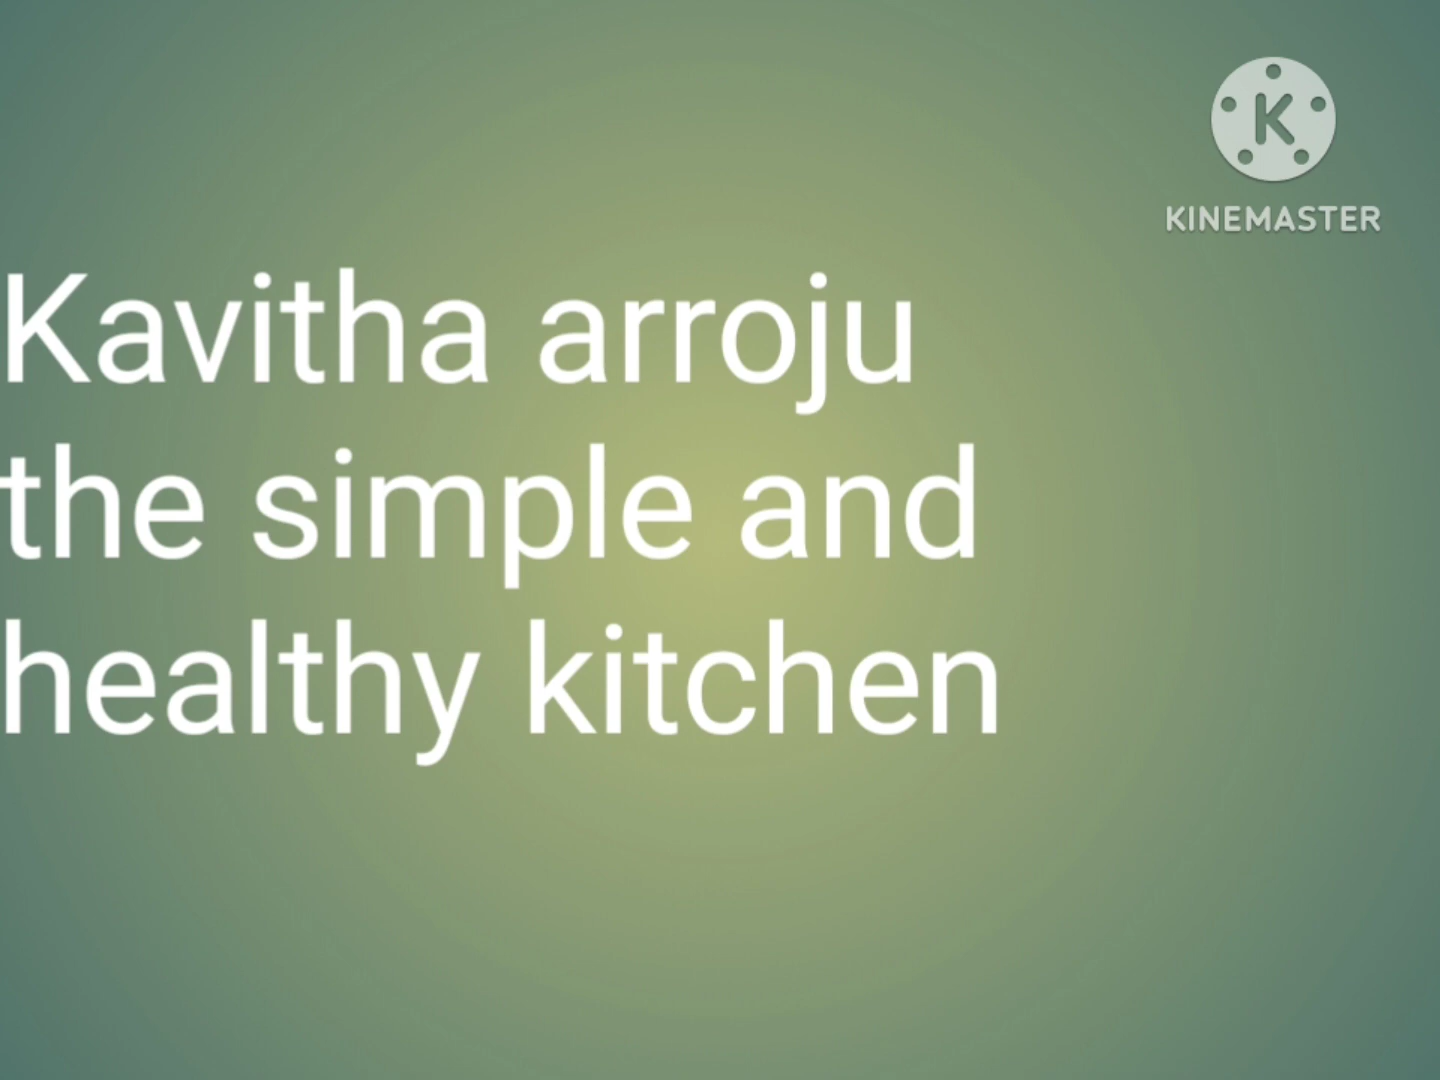 K
KINEMASTER
Kavitha arroju
the simple and
healthy kitchen